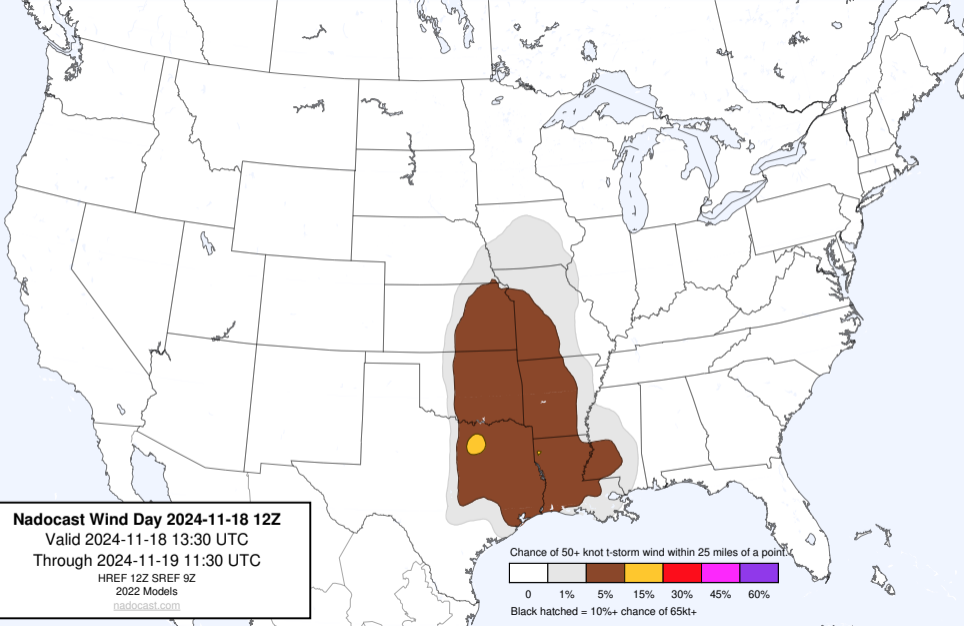 Nadocast Wind Day 2024-11-18 12Z
Valid 2024-11-18 13:30 UTC
Through 2024-11-19 11:30 UTC
HREF 12Z SREF 9Z
2022 Models
nadocast.com
Chance of 50+ knot t-storm wind within 25 miles of a point.
0 1% 5% 15% 30% 45% 60%
Black hatched = 10%+ chance of 65kt+